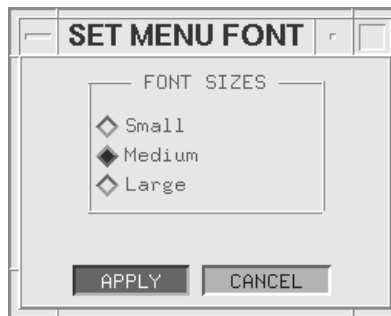 SET MENU FONT
FONT SIZES
Small
Medium
Large
APPLY CANCEL